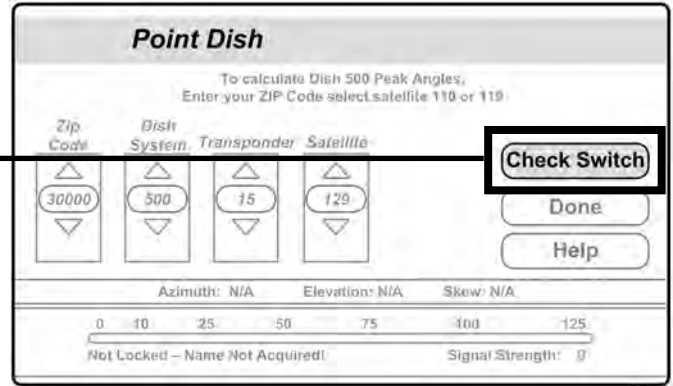 Point Dish
To calculate Dish 500 Peak Angles,
Enter your ZIP Code select satellite 110 or 119
Zip Code Dish System Transponder Satellite
30000 500 15 129
Check Switch
Done
Help
Azimuth: N/A Elevation: N/A Skew: N/A
0 10 25 50 75 100 125
Not Locked – Name Not Acquired! Signal Strength: 0